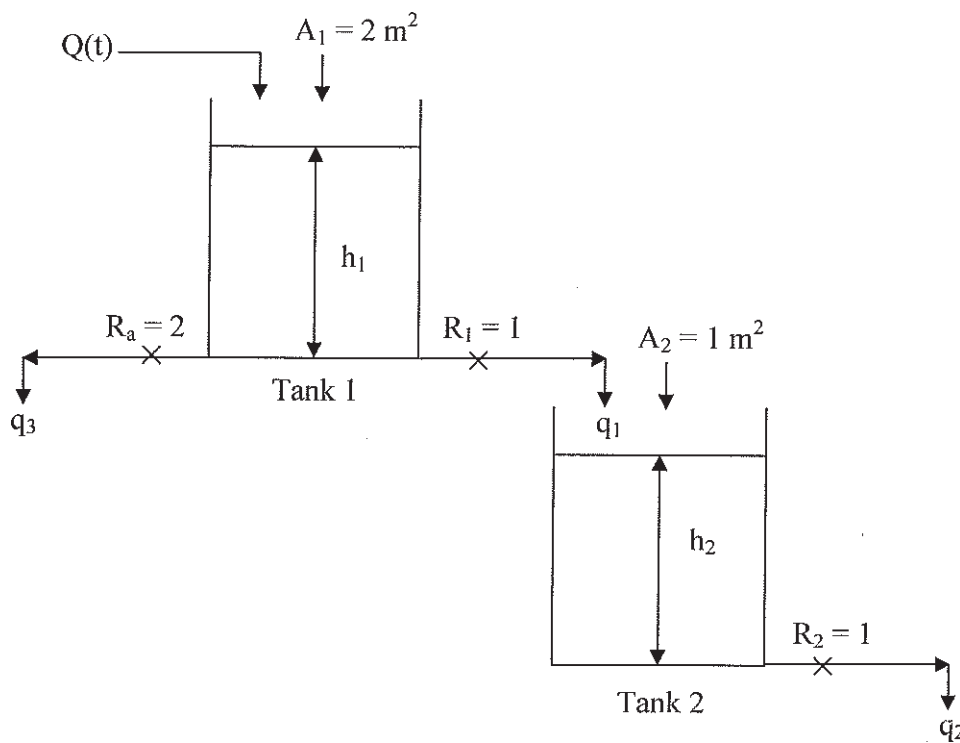 A₁ = 2 m²
Q(t)
h₁
Rₐ = 2
R₁ = 1
A₂ = 1 m²
Tank 1
q₃
q₁
h₂
R₂ = 1
Tank 2
q₂